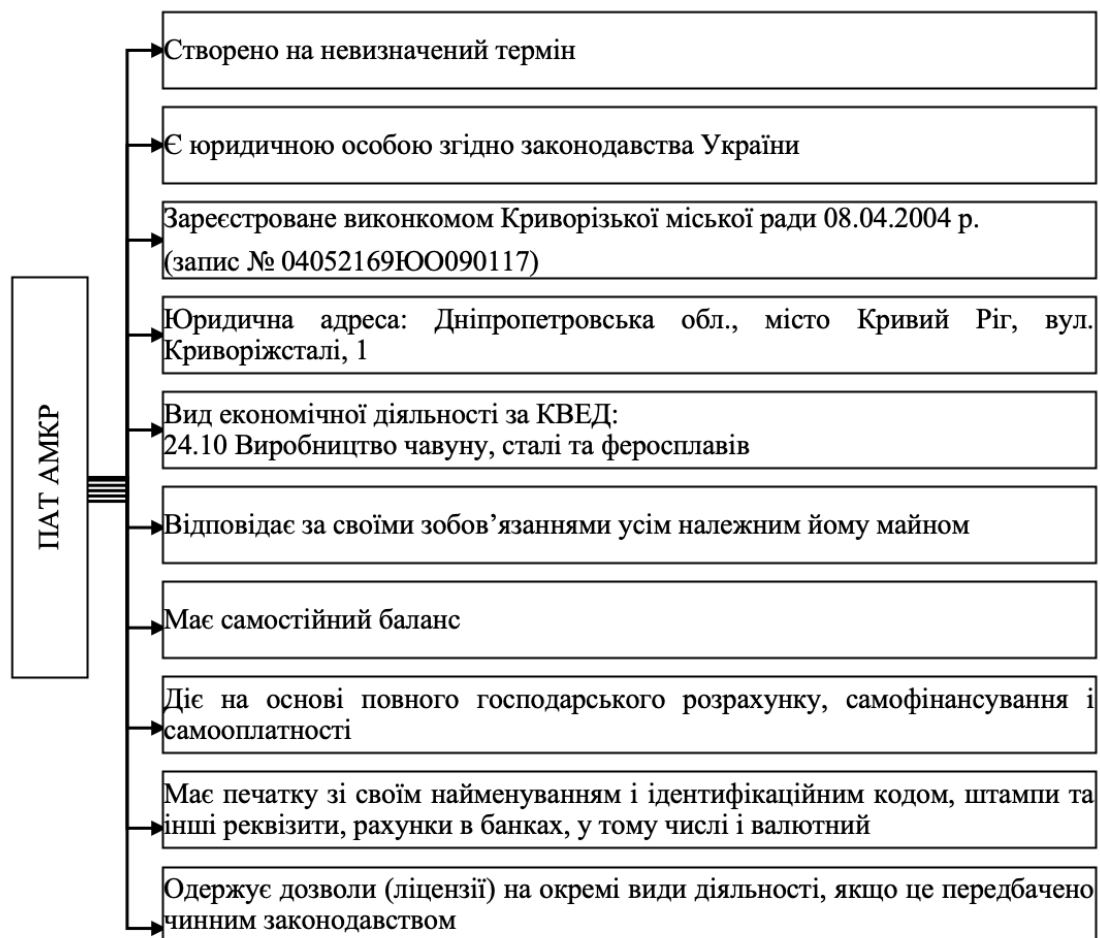 Створено на невизначений термін
Є юридичною особою згідно законодавства України
Зареєстроване виконкомом Криворізької міської ради 08.04.2004 р.
(запис № 04052169ЮО090117)
Юридична адреса: Дніпропетровська обл., місто Кривий Ріг, вул.
Криворіжсталі, 1
ПАТ АМКР
Вид економічної діяльності за КВЕД:
24.10 Виробництво чавуну, сталі та феросплавів
Відповідає за своїми зобов’язаннями усім належним йому майном
Має самостійний баланс
Діє на основі повного господарського розрахунку, самофінансування і
самооплатності
Має печатку зі своїм найменуванням і ідентифікаційним кодом, штампи та
інші реквізити, рахунки в банках, у тому числі і валютний
Одержує дозволи (ліцензії) на окремі види діяльності, якщо це передбачено
чинним законодавством